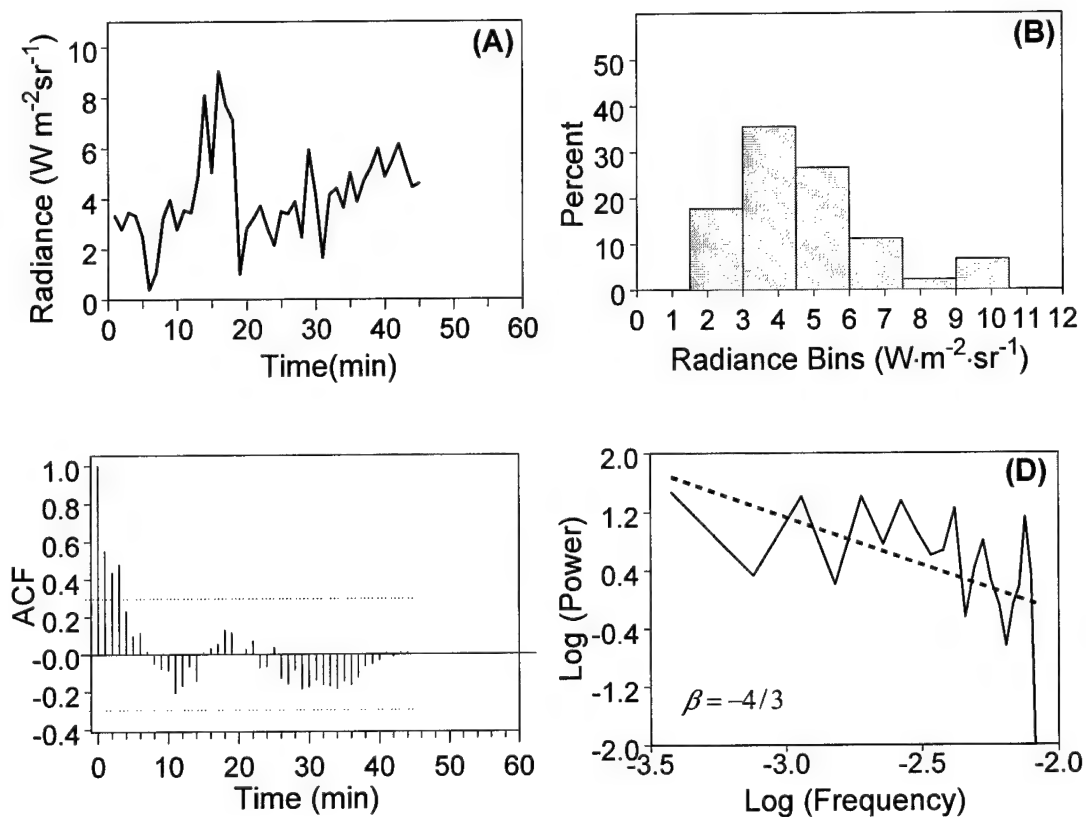 (A)
Radiance (W m⁻²sr⁻¹)
10
8
6
4
2
0
0 10 20 30 40 50 60
Time(min)
(B)
Percent
50
40
30
20
10
0
0 1 2 3 4 5 6 7 8 9 10 11 12
Radiance Bins (W·m⁻²·sr⁻¹)
ACF
1.0
0.8
0.6
0.4
0.2
-0.0
-0.2
-0.4
0 10 20 30 40 50 60
Time (min)
(D)
Log (Power)
2.0
1.2
0.4
-0.4
-1.2
-2.0
β = −4/3
-3.5 -3.0 -2.5 -2.0
Log (Frequency)